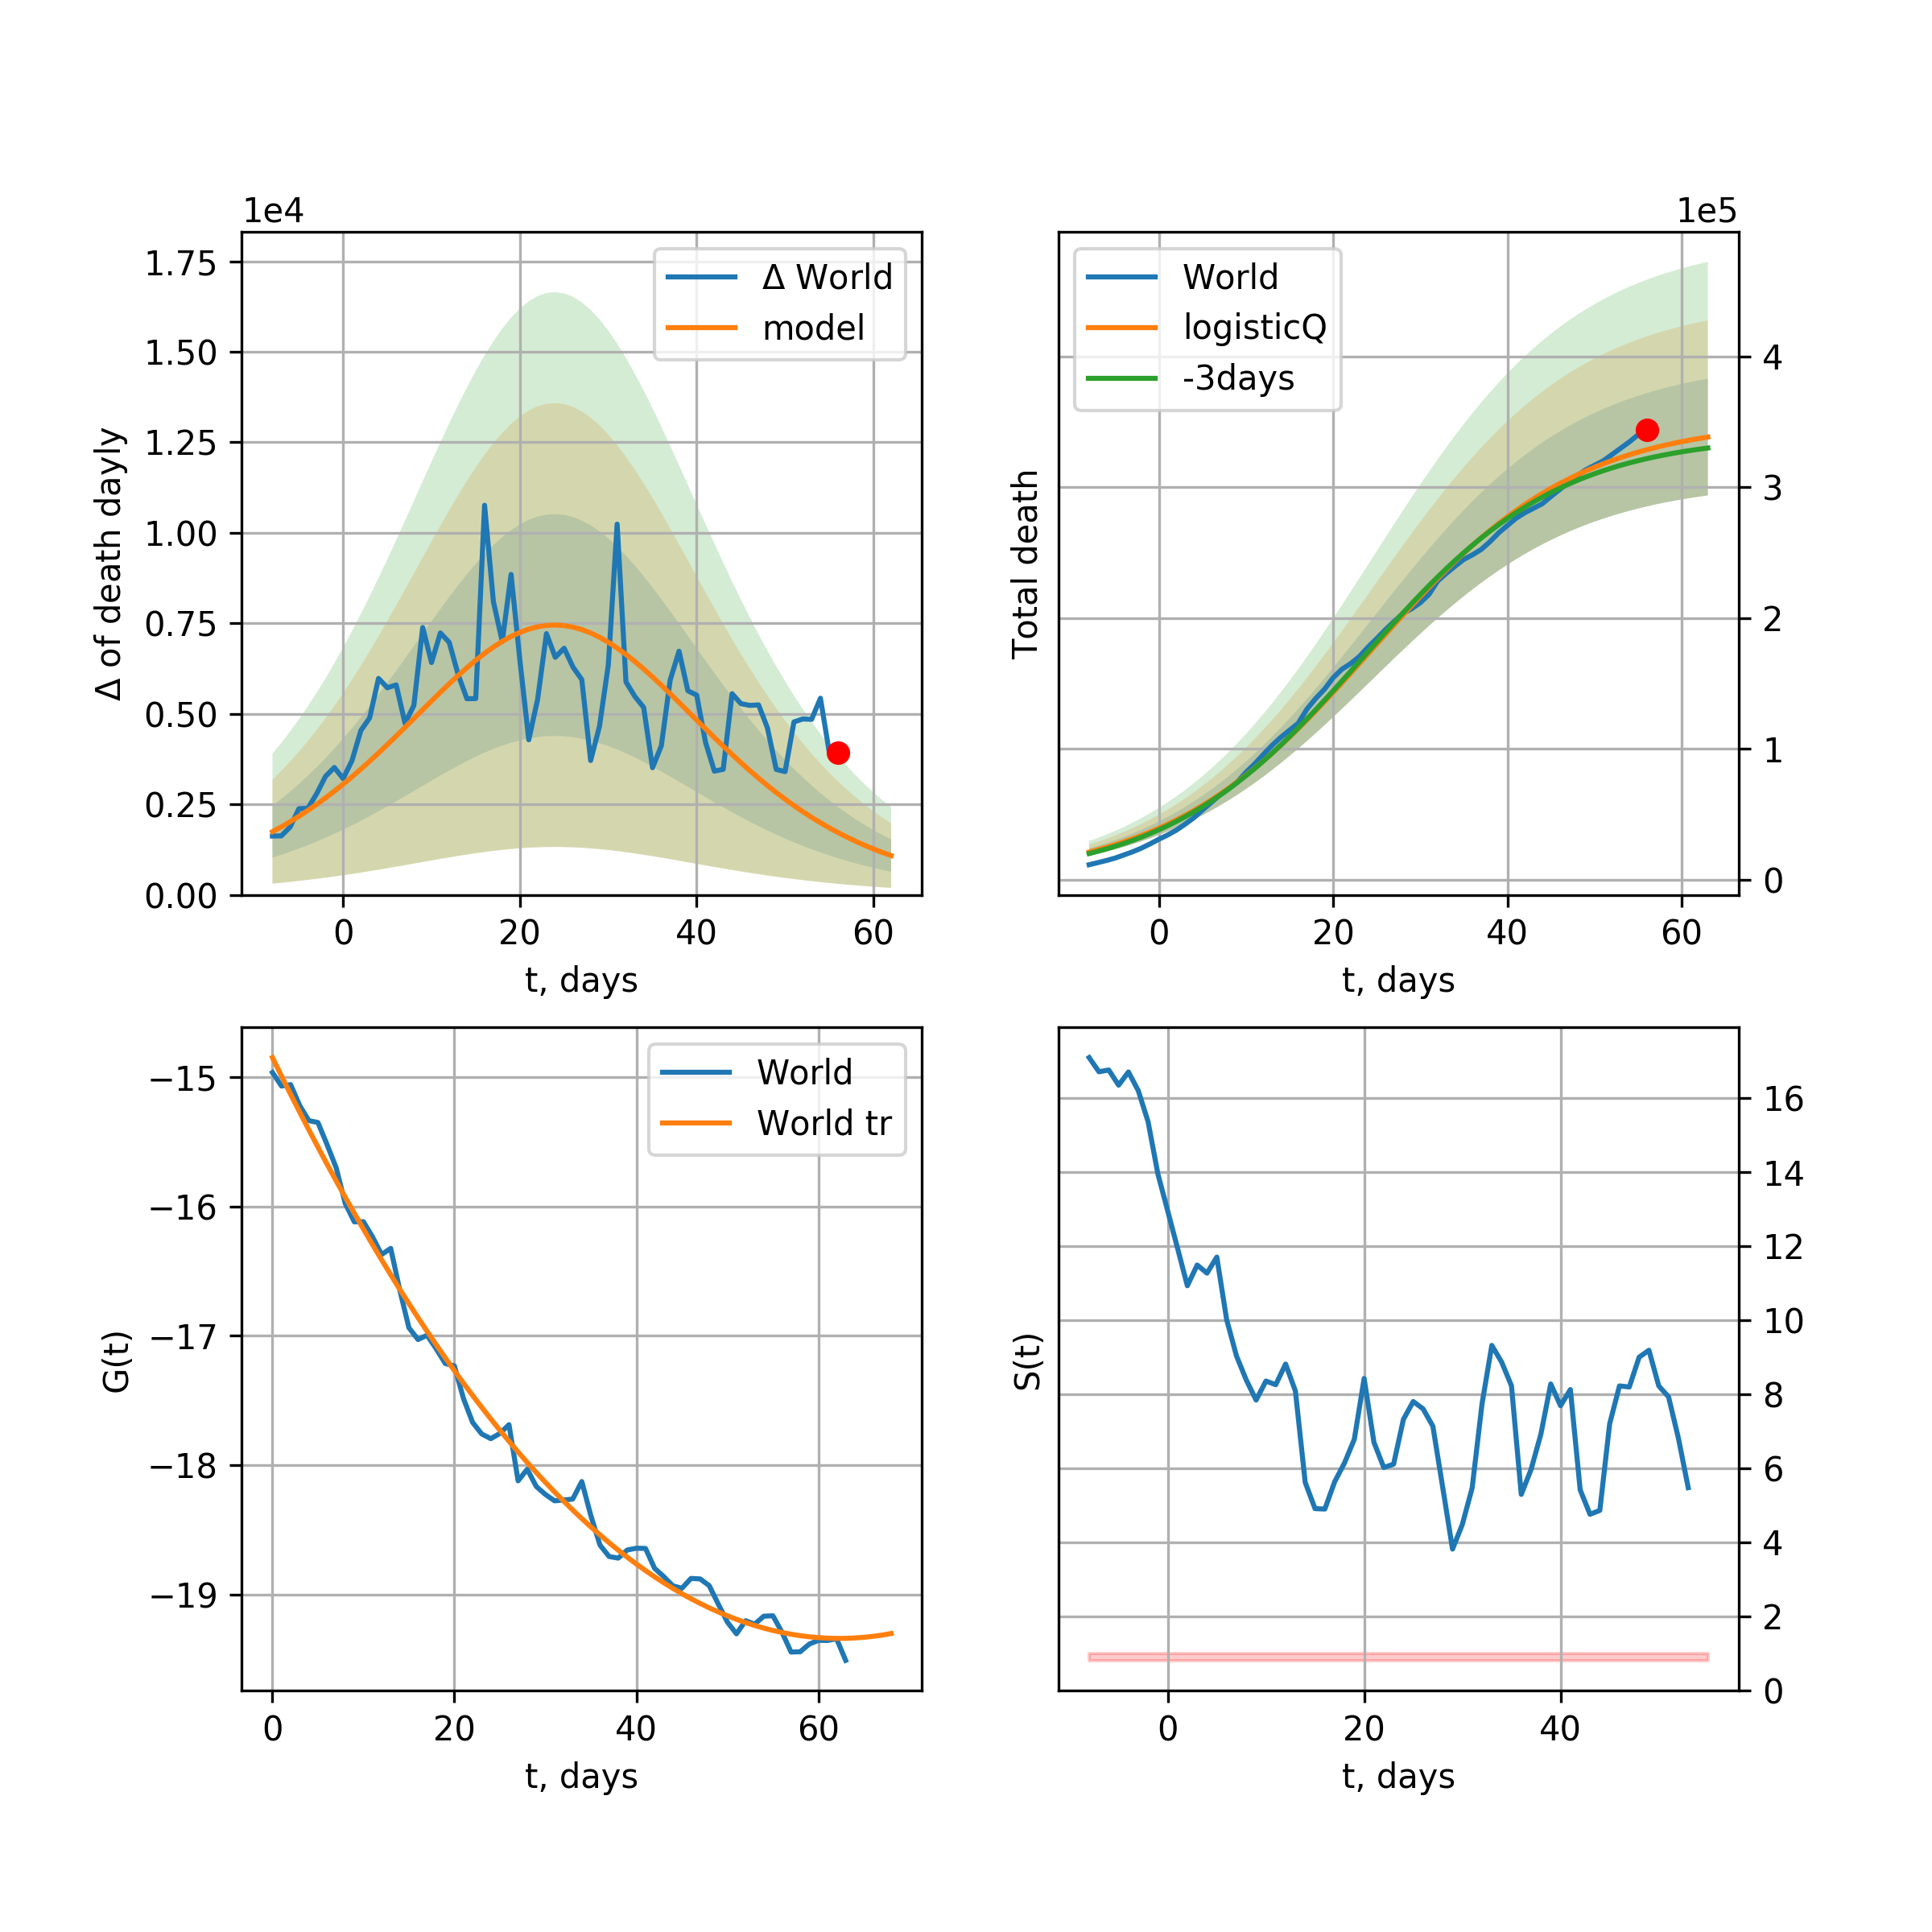 1e4
1.75
1.50
1.25
1.00
0.75
0.50
0.25
0.00
Δ of death dayly
Δ World
model
0 20 40 60
t, days
1e5
World
logisticQ
-3days
4
3
2
1
0
Total death
0 20 40 60
t, days
−15
−16
−17
−18
−19
G(t)
World
World tr
0 20 40 60
t, days
16
14
12
10
8
6
4
2
0
S(t)
0 20 40
t, days